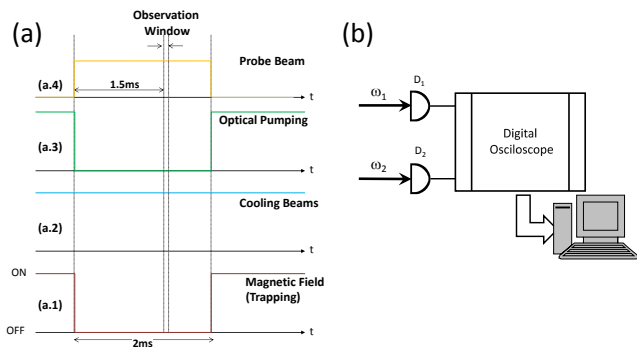 (a)
Observation
Window
Probe Beam
(a.4)
1.5ms
t
Optical Pumping
(a.3)
t
Cooling Beams
(a.2)
t
ON
Magnetic Field
(Trapping)
(a.1)
OFF
t
2ms
(b)
D1
ω1
D2
ω2
Digital
Osciloscope